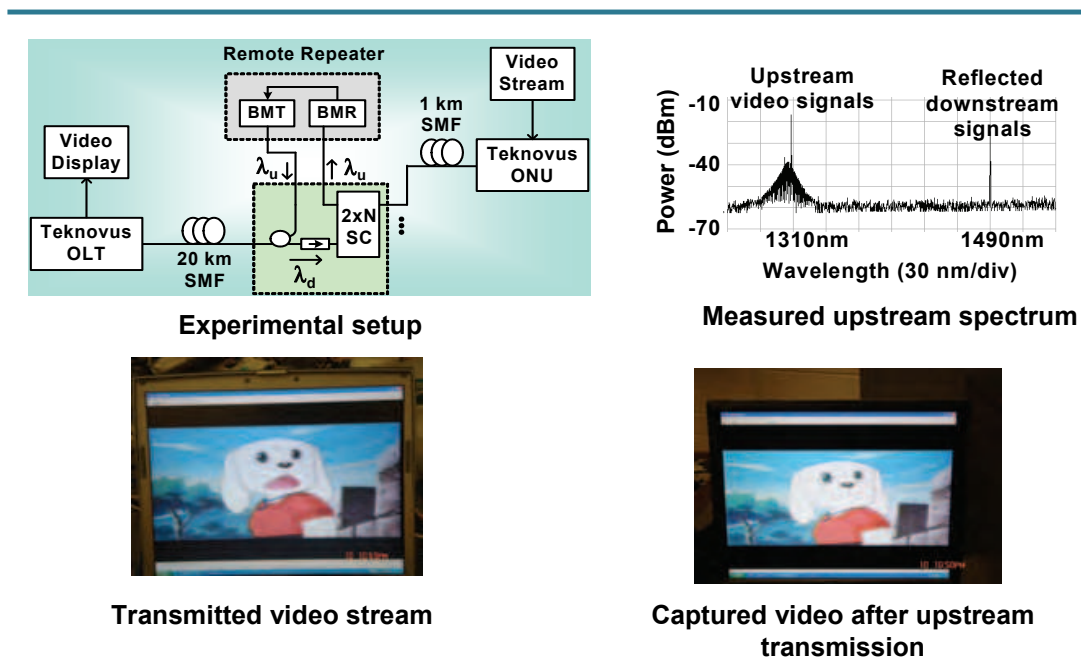 Remote Repeater
BMT
BMR
Video
Stream
1 km
SMF
Video
Display
Teknovus
ONU
λu
λu
2xN
SC
Teknovus
OLT
20 km
SMF
λd
Experimental setup
Upstream
video signals
Reflected
downstream
signals
-10
-40
-70
Power (dBm)
1310nm
1490nm
Wavelength (30 nm/div)
Measured upstream spectrum
Transmitted video stream
Captured video after upstream
transmission